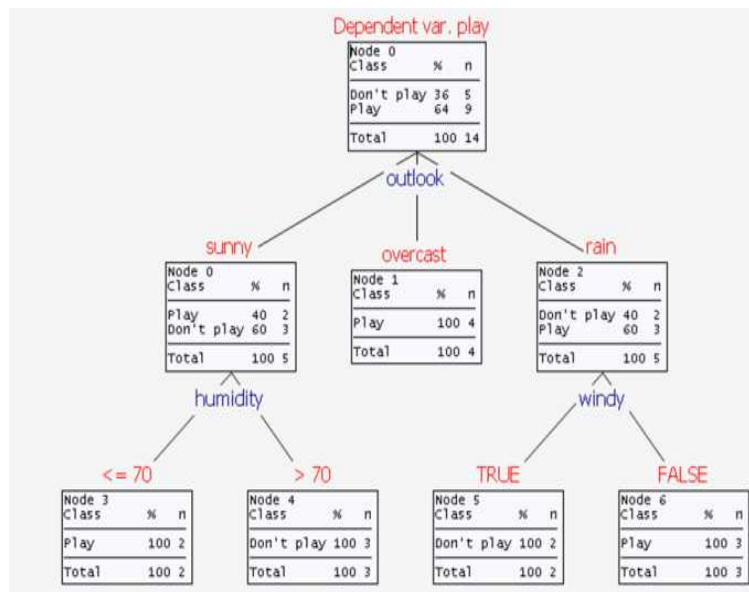 Dependent var. play
Node 0
Class % n
Don't play 36 5
Play 64 9
Total 100 14
outlook
sunny
overcast
rain
Node 0
Class % n
Play 40 2
Don't play 60 3
Total 100 5
Node 1
Class % n
Play 100 4
Total 100 4
Node 2
Class % n
Don't play 40 2
Play 60 3
Total 100 5
humidity
windy
<= 70
> 70
TRUE
FALSE
Node 3
Class % n
Play 100 2
Total 100 2
Node 4
Class % n
Don't play 100 3
Total 100 3
Node 5
Class % n
Don't play 100 2
Total 100 2
Node 6
Class % n
Play 100 3
Total 100 3